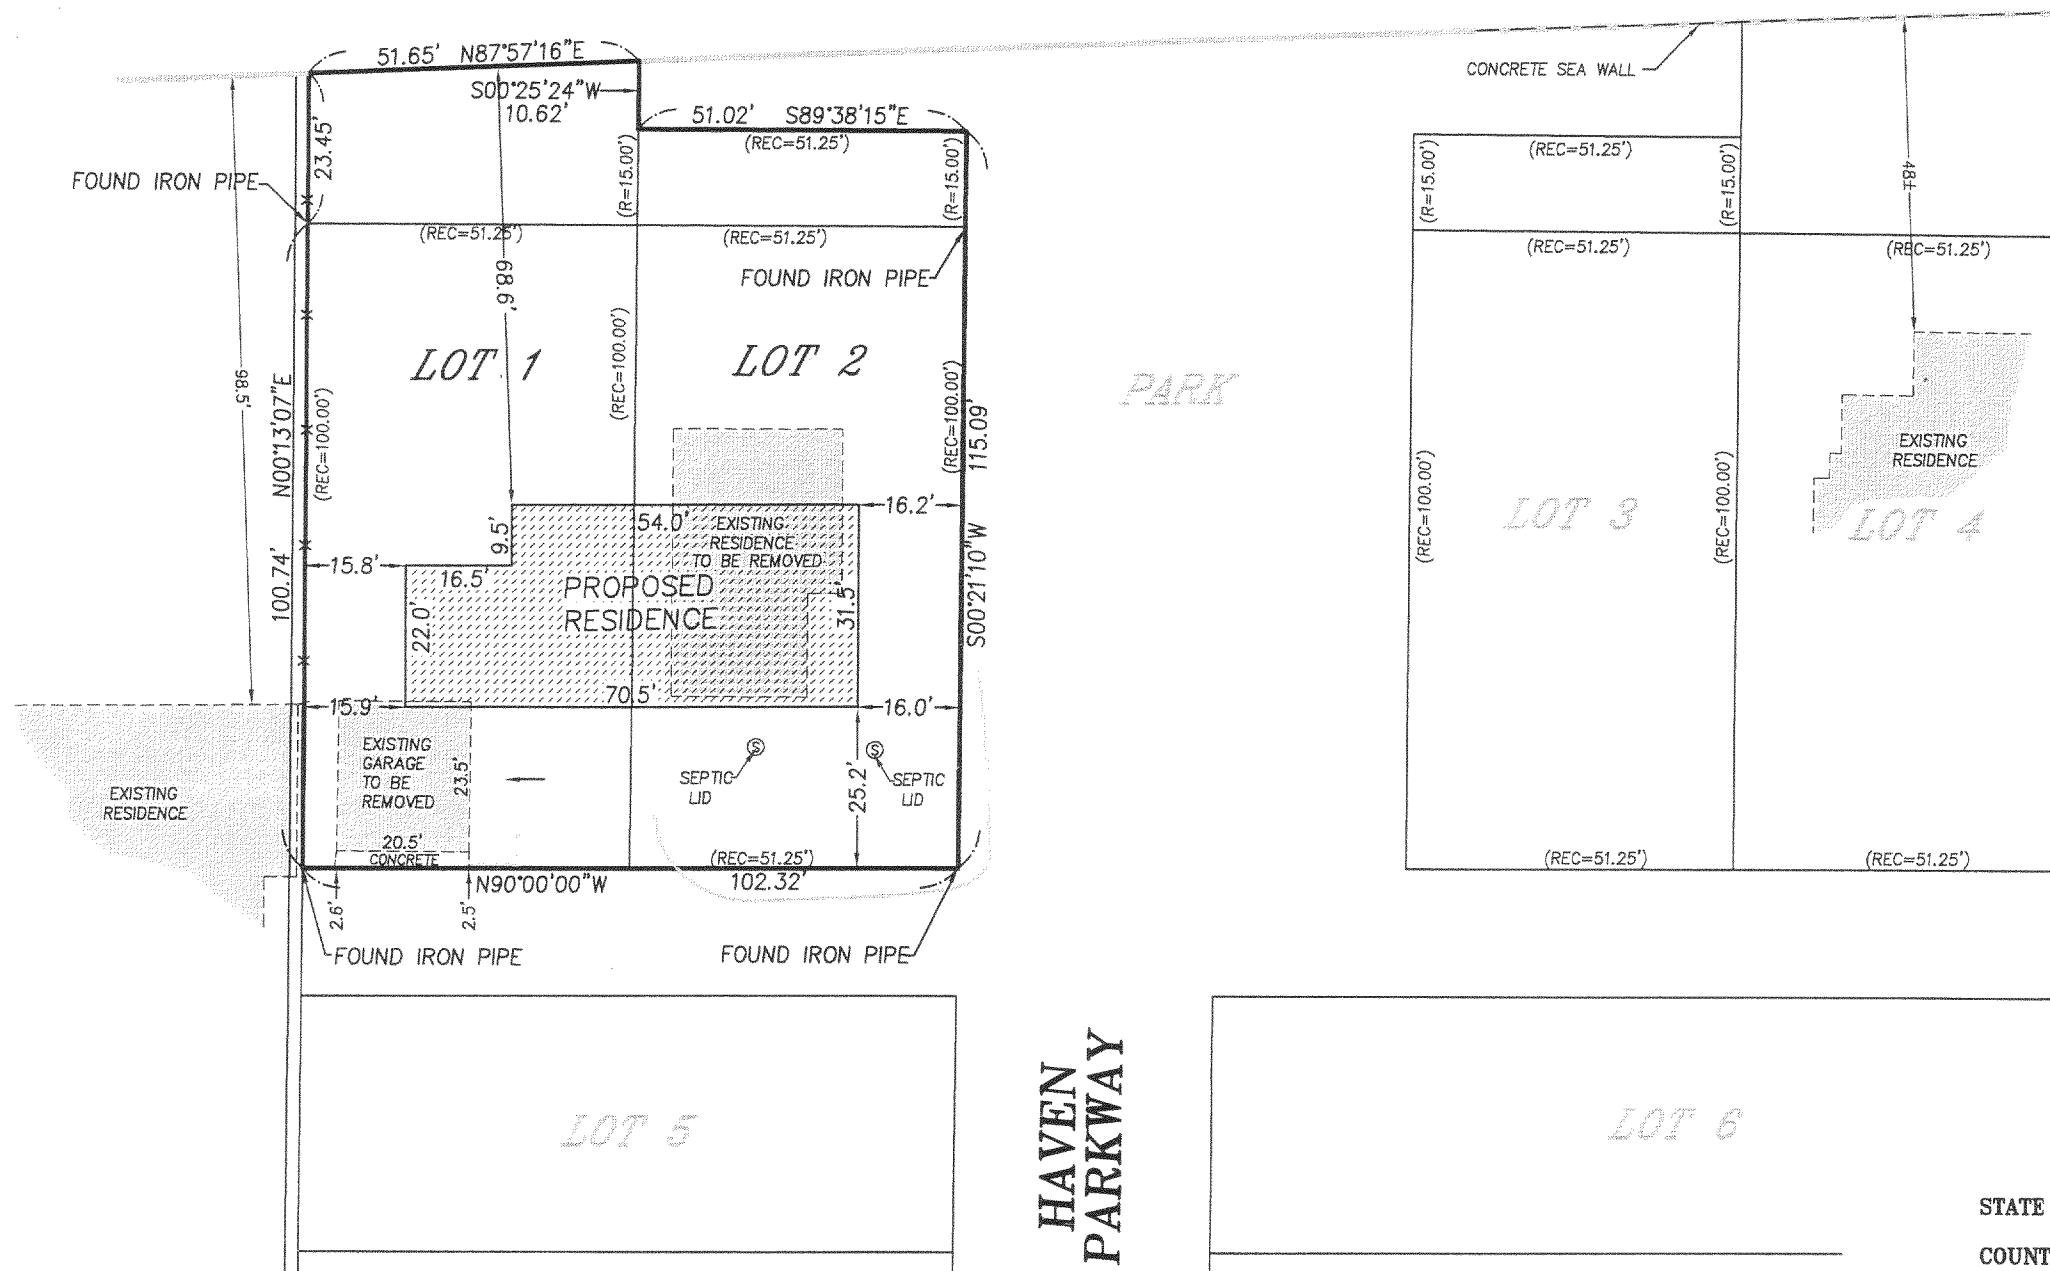 51.65' N87°57'16"E
S00°25'24"W
10.62'
51.02' S89°38'15"E
(REC=51.25')
CONCRETE SEA WALL
23.45'
FOUND IRON PIPE
(R=15.00')
(R=15.00')
(R=15.00')
(REC=51.25')
(R=15.00')
48±
(REC=51.25')
(REC=51.25')
(REC=51.25')
(REC=51.25')
68.6'
FOUND IRON PIPE
LOT 1
LOT 2
PARK
98.5'
N00°13'07"E
(REC=100.00')
(REC=100.00')
(REC=100.00')
115.09'
EXISTING
RESIDENCE
(REC=100.00')
(REC=100.00')
LOT 3
LOT 4
16.2'
54.0'
9.5'
EXISTING
RESIDENCE
TO BE REMOVED
15.8'
16.5'
PROPOSED
RESIDENCE
100.74'
22.0'
31.5'
S00°21'10"W
70.5'
15.9'
16.0'
EXISTING
GARAGE
TO BE
REMOVED
23.5'
SEPTIC
LID
S
S
SEPTIC
LID
25.2'
EXISTING
RESIDENCE
20.5'
CONCRETE
(REC=51.25')
(REC=51.25')
(REC=51.25')
N90°00'00"W
102.32'
2.6'
2.5'
FOUND IRON PIPE
FOUND IRON PIPE
HAVEN
PARKWAY
LOT 5
LOT 6
STATE
COUNT